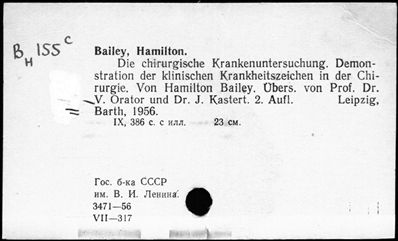 B H 155 c
Bailey, Hamilton.
Die chirurgische Krankenuntersuchung. Demon-
stration der klinischen Krankheitszeichen in der Chi-
rurgie. Von Hamilton Bailey. Übers. von Prof. Dr.
V. Orator und Dr. J. Kastert. 2. Aufl. Leipzig,
Barth, 1956.
IX, 386 с. с илл. 23 см.
Гос. б-ка СССР
им. В. И. Ленина.
3471—56
VII—317